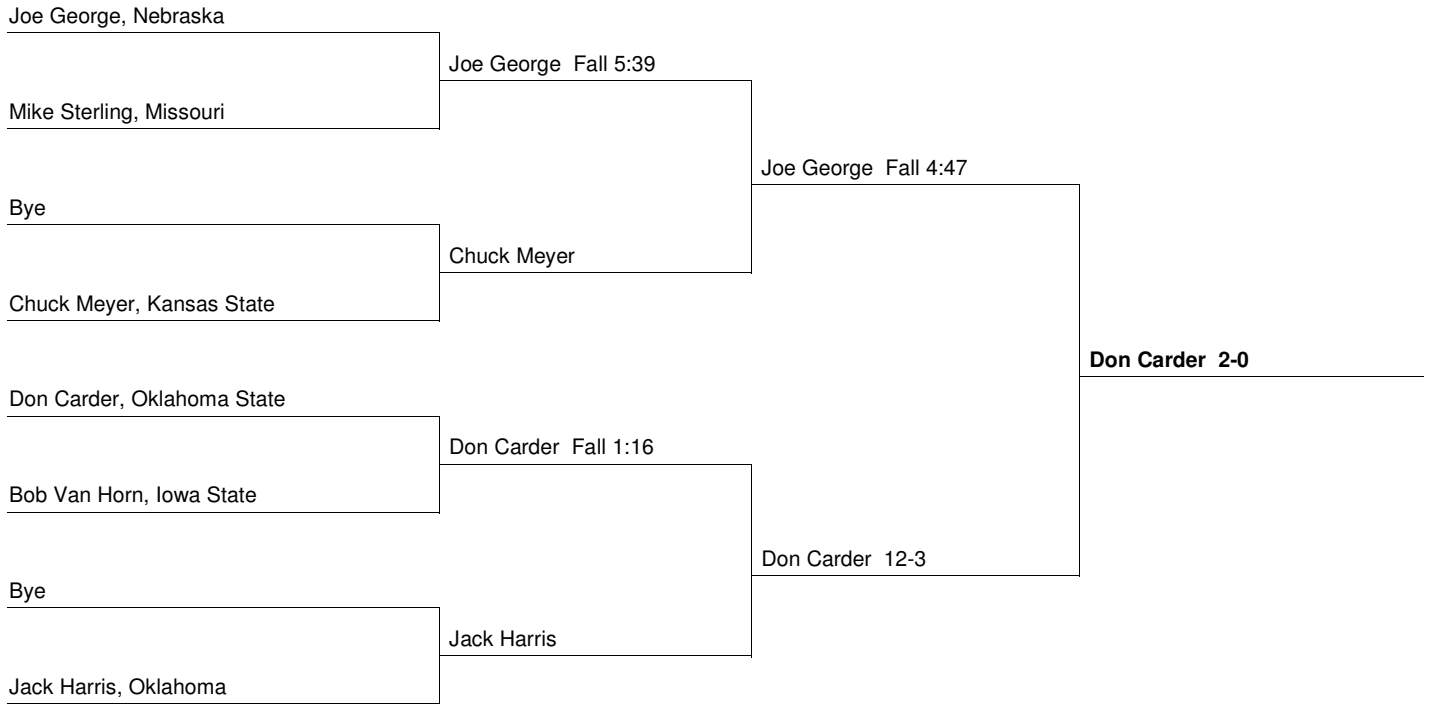 Joe George, Nebraska
Joe George  Fall 5:39
Mike Sterling, Missouri
Joe George  Fall 4:47
Bye
Chuck Meyer
Chuck Meyer, Kansas State
Don Carder  2-0
Don Carder, Oklahoma State
Don Carder  Fall 1:16
Bob Van Horn, Iowa State
Don Carder  12-3
Bye
Jack Harris
Jack Harris, Oklahoma